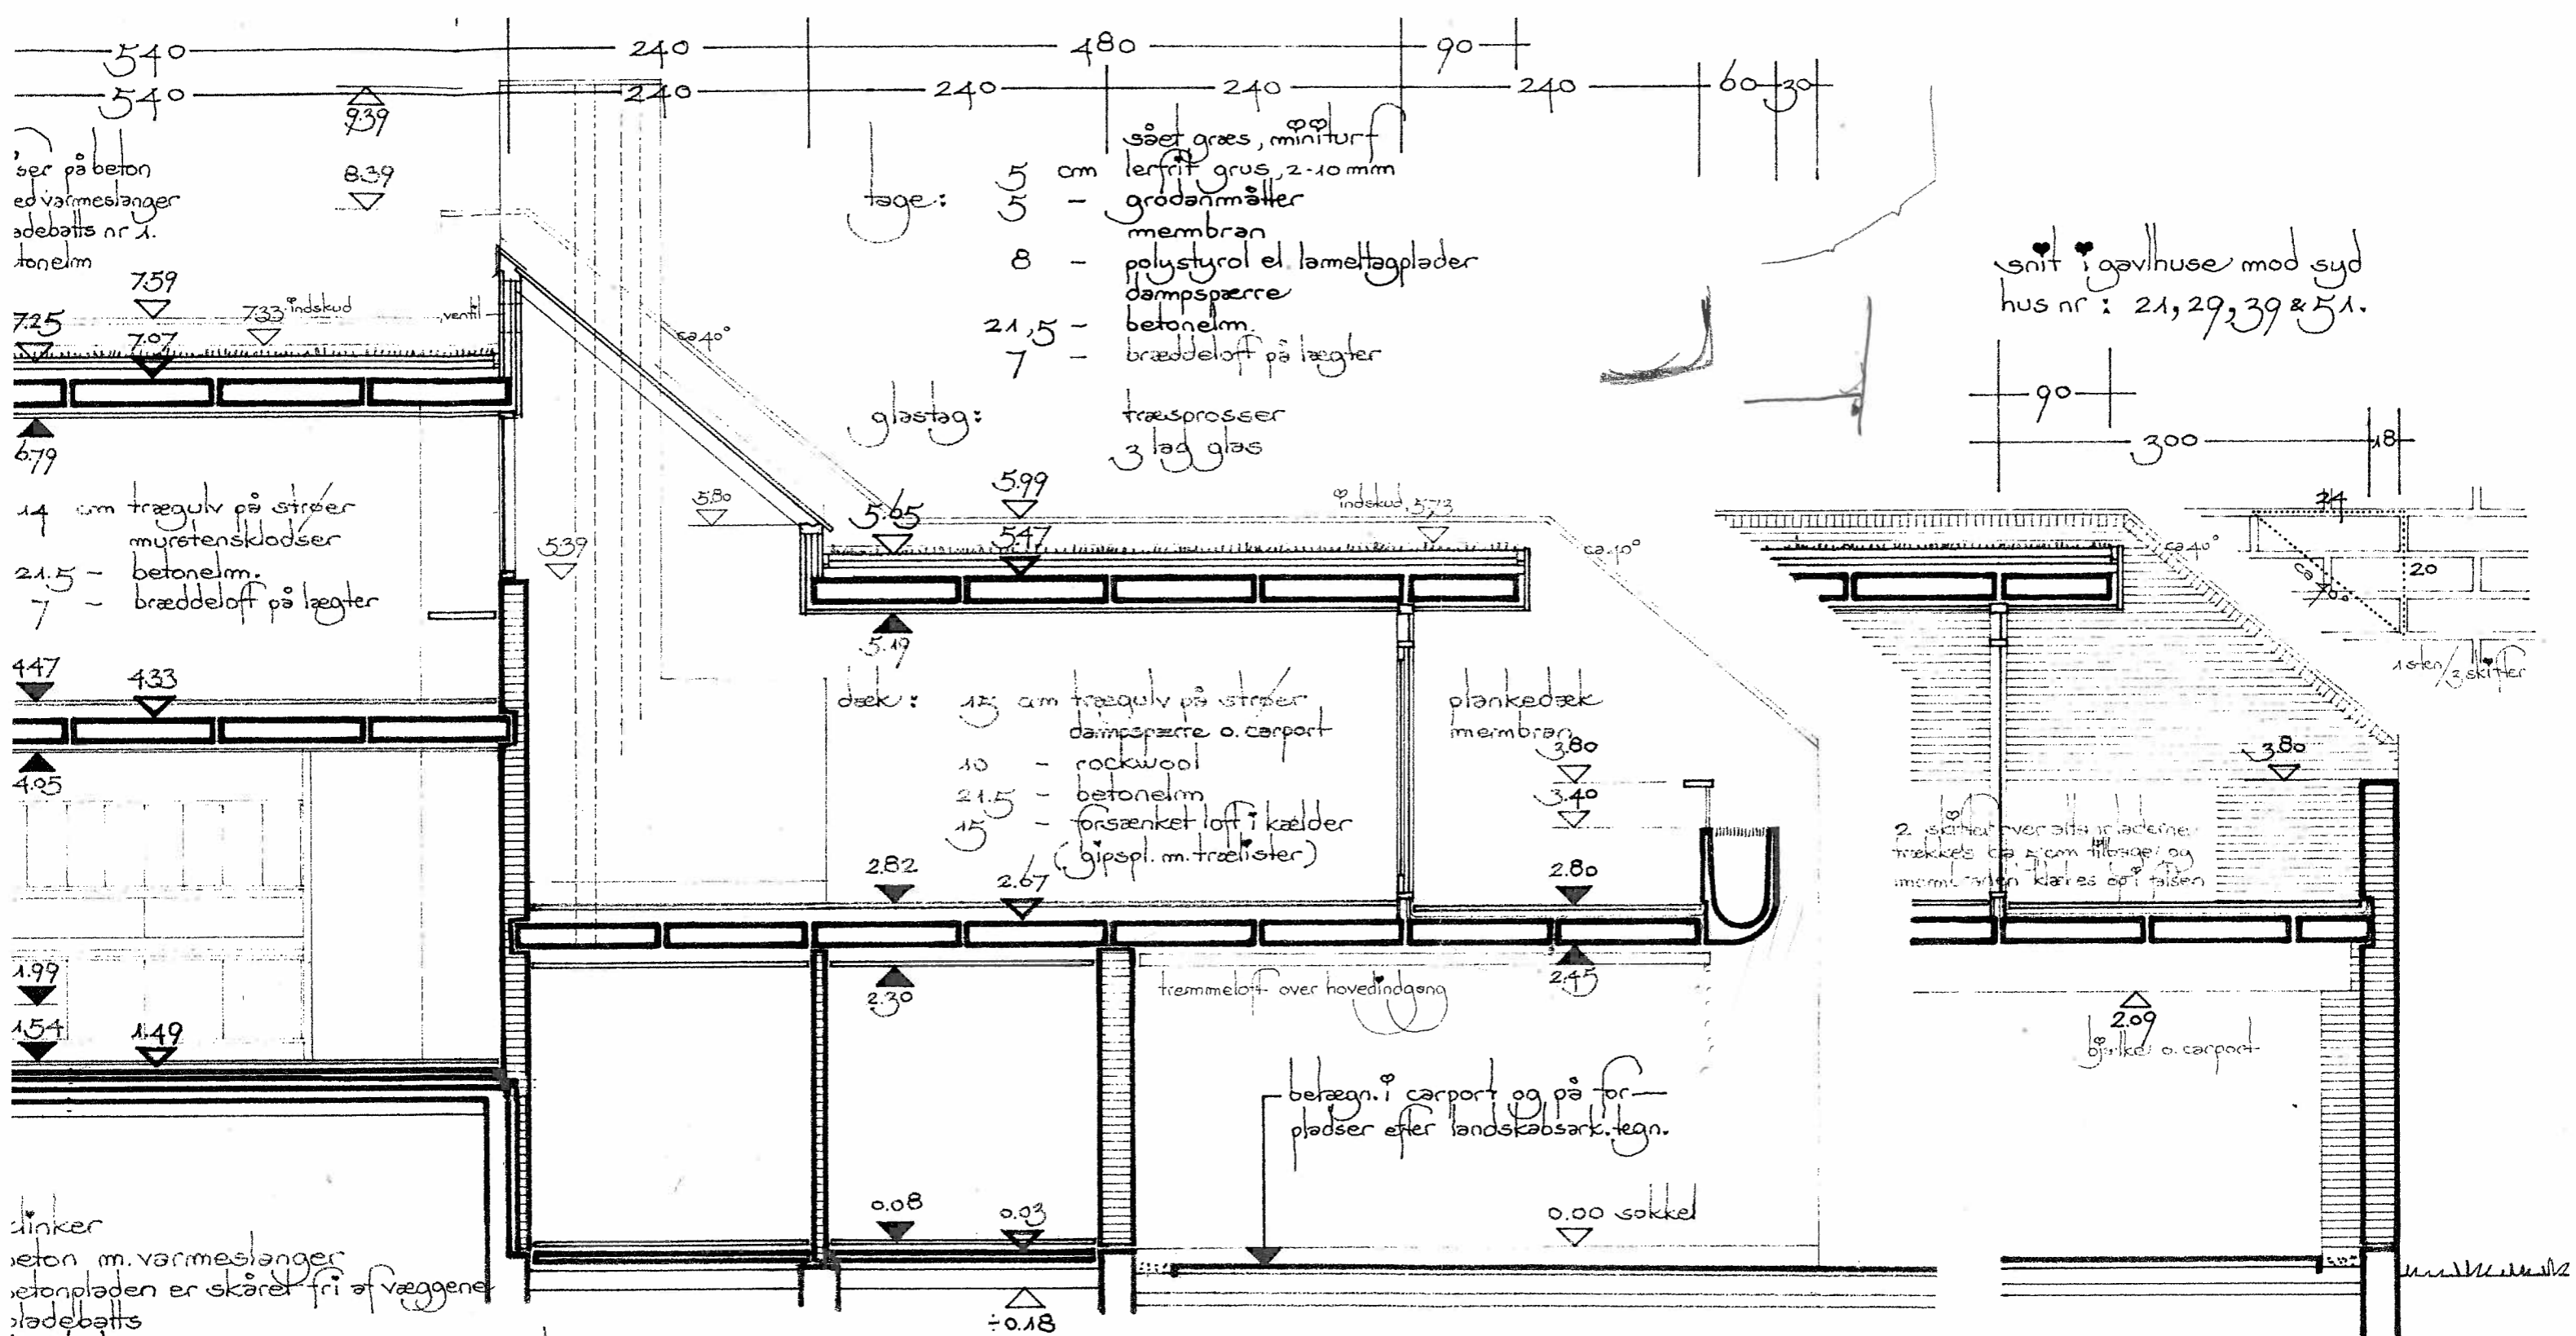 540
240
480
90
540
240
240
240
240
60
30
9.39
8.39
ser på beton
ed varmeslanger
adebatts nr 1.
tonelm
7.59
7.33 indskud
ventil
7.25
7.07
6.79
ca 40°
sået græs, miniturf
5 cm lerfrit grus, 2-10 mm
tage: 5 - grodanmåtter
membran
8 - polystyrol el. lamettagplader
dampspærre
21,5 - betonelm.
7 - bræddeloft på lægter
glastag: træsprosser
3 lag glas
snit i gavlhuse mod syd
hus nr: 21, 29, 39 & 51.
90
300
18
14 cm trægulv på strøer
murstensklodser
21.5 - betonelm.
7 - bræddeloft på lægter
5.80
5.39
5.65
5.99
5.47
indskud, 5,73
ca 40°
5.19
ca 40°
24
20
ca 40°
1 sten/3 skifter
4.47
4.33
4.05
dæk: 15 cm trægulv på strøer
dampspærre o. carport
10 - rockwool
21.5 - betonelm
15 - forsænket loft i kælder
(gipspl. m. trælister)
plankedæk
membran
3.80
3.40
2.80
3.80
2.82
2.67
2.45
2.30
tremmeloft over hovedindgang
1.99
1.54
1.49
2.09
bjælke o. carport
betægn. i carport og på for-
pladser efter landskabsark. tegn.
0.08
0.03
0.00 sokkel
÷0.18
klinker
beton m. varmeslanger
betonpladen er skåret fri af væggene
pladebatts